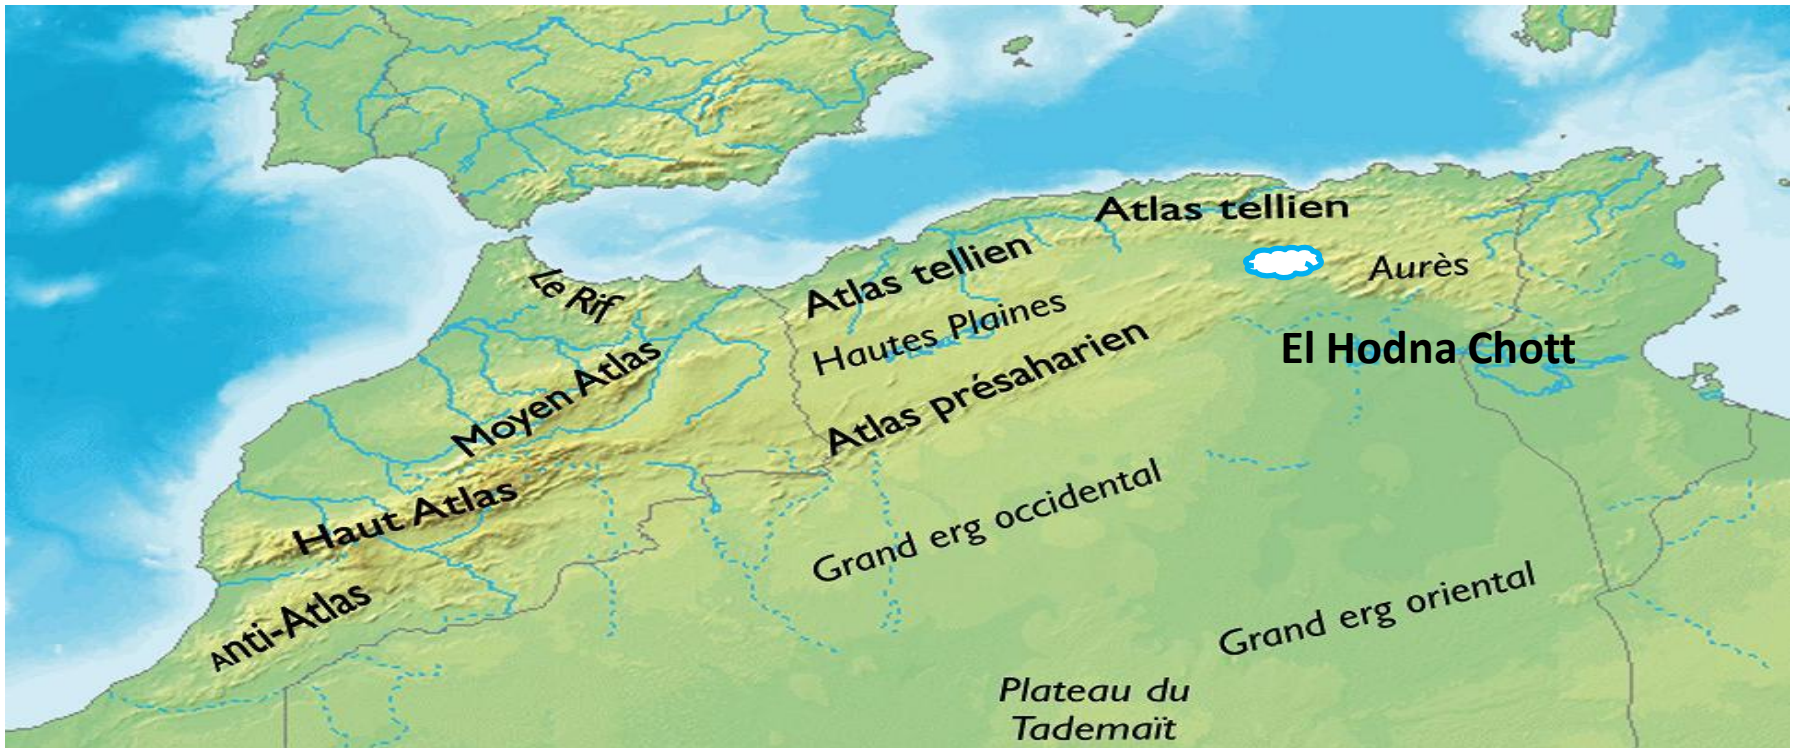 Atlas tellien
Atlas tellien
Aurès
Le Rif
Hautes Plaines
El Hodna Chott
Moyen Atlas
Atlas présaharien
Haut Atlas
Grand erg occidental
Anti-Atlas
Grand erg oriental
Plateau du
Tademaït